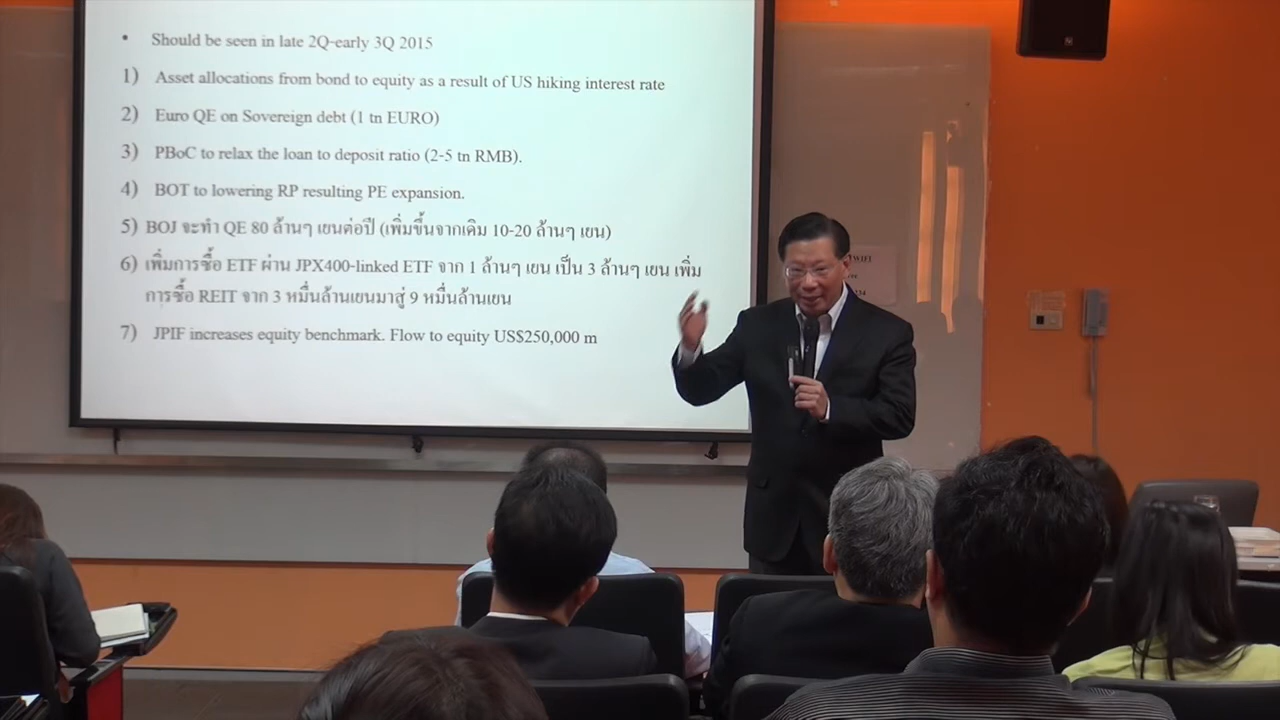 • Should be seen in late 2Q-early 3Q 2015
1) Asset allocations from bond to equity as a result of US hiking interest rate
2) Euro QE on Sovereign debt (1 tn EURO)
3) PBoC to relax the loan to deposit ratio (2-5 tn RMB).
4) BOT to lowering RP resulting PE expansion.
5) BOJ จะทำ QE 80 ล้านๆ เยนต่อปี (เพิ่มขึ้นจากเดิม 10-20 ล้านๆ เยน)
6) เพิ่มการซื้อ ETF ผ่าน JPX400-linked ETF จาก 1 ล้านๆ เยน เป็น 3 ล้านๆ เยน เพิ่ม
การซื้อ REIT จาก 3 หมื่นล้านเยนมาสู่ 9 หมื่นล้านเยน
7) JPIF increases equity benchmark. Flow to equity US$250,000 m
WIFI